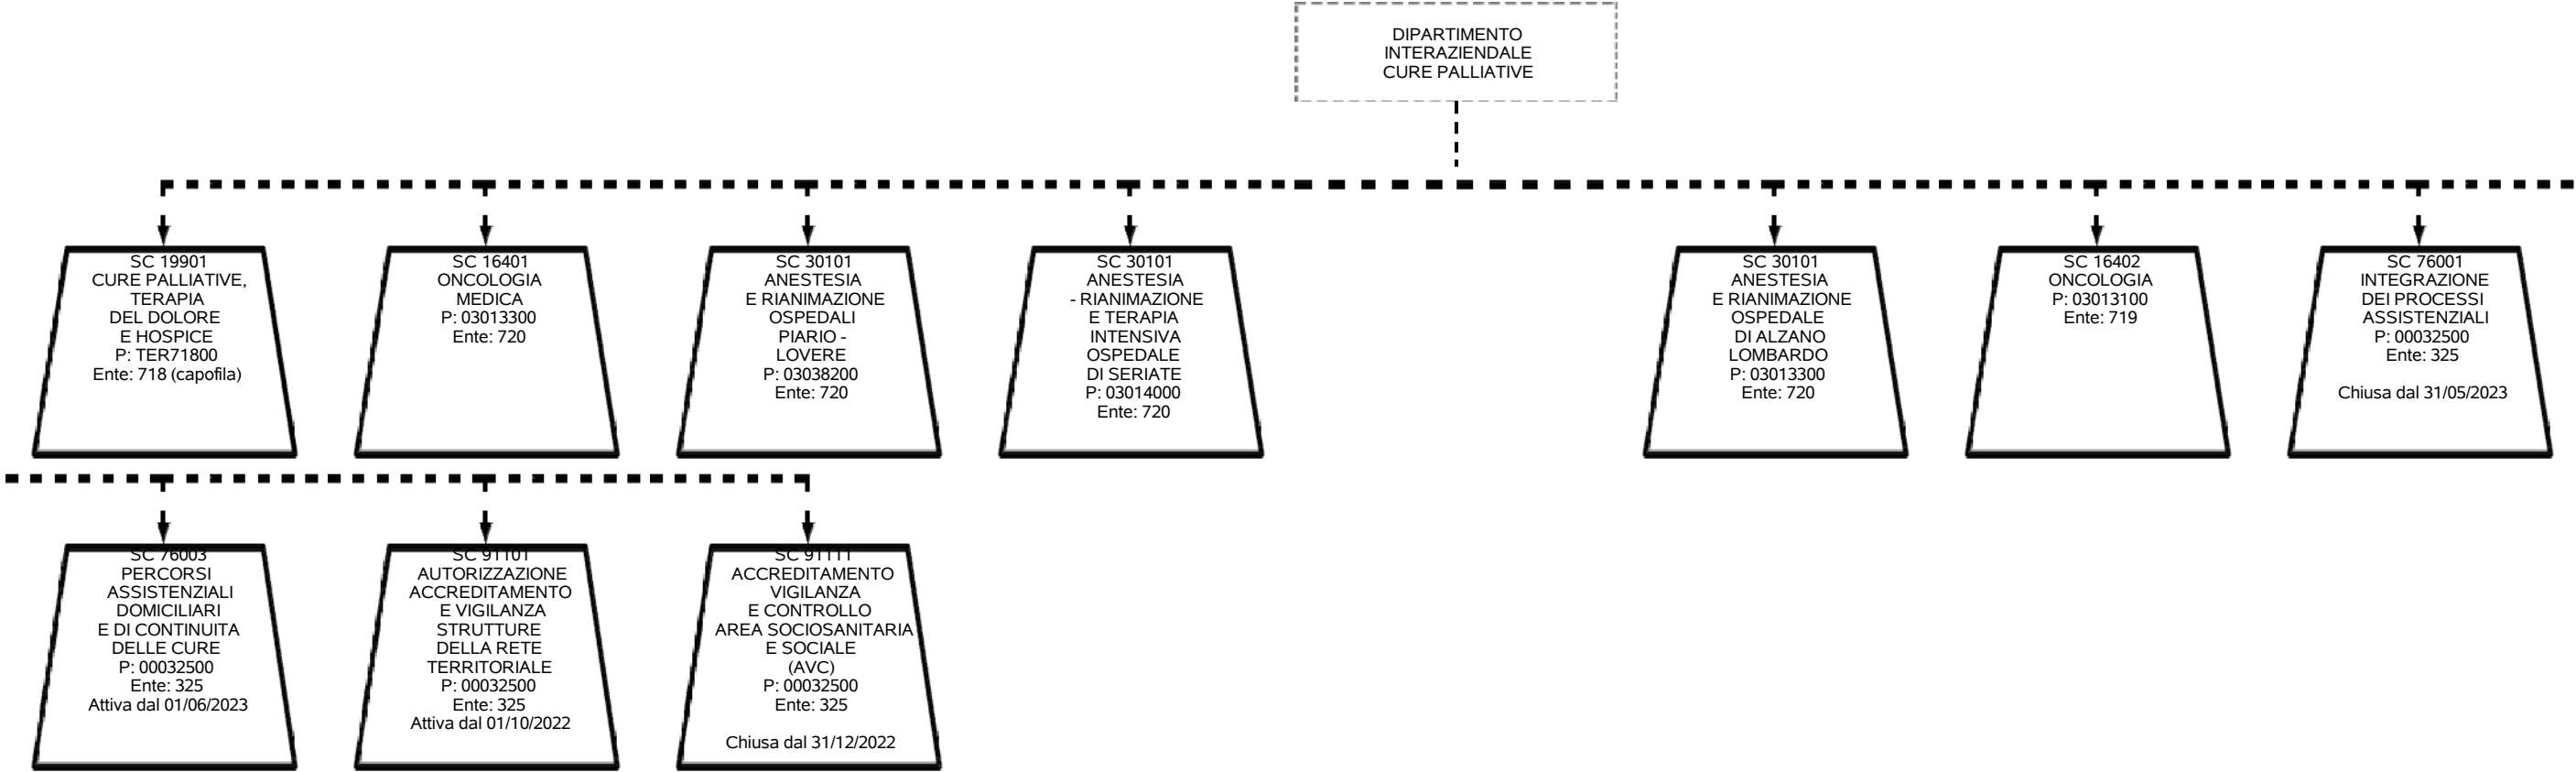 DIPARTIMENTO
INTERAZIENDALE
CURE PALLIATIVE
SC 19901
CURE PALLIATIVE,
TERAPIA
DEL DOLORE
E HOSPICE
P: TER71800
Ente: 718 (capofila)
SC 16401
ONCOLOGIA
MEDICA
P: 03013300
Ente: 720
SC 30101
ANESTESIA
E RIANIMAZIONE
OSPEDALI
PIARIO -
LOVERE
P: 03038200
Ente: 720
SC 30101
ANESTESIA
- RIANIMAZIONE
E TERAPIA
INTENSIVA
OSPEDALE
DI SERIATE
P: 03014000
Ente: 720
SC 30101
ANESTESIA
E RIANIMAZIONE
OSPEDALE
DI ALZANO
LOMBARDO
P: 03013300
Ente: 720
SC 16402
ONCOLOGIA
P: 03013100
Ente: 719
SC 76001
INTEGRAZIONE
DEI PROCESSI
ASSISTENZIALI
P: 00032500
Ente: 325
Chiusa dal 31/05/2023
SC 76003
PERCORSI
ASSISTENZIALI
DOMICILIARI
E DI CONTINUITA
DELLE CURE
P: 00032500
Ente: 325
Attiva dal 01/06/2023
SC 91101
AUTORIZZAZIONE
ACCREDITAMENTO
E VIGILANZA
STRUTTURE
DELLA RETE
TERRITORIALE
P: 00032500
Ente: 325
Attiva dal 01/10/2022
SC 91111
ACCREDITAMENTO
VIGILANZA
E CONTROLLO
AREA SOCIOSANITARIA
E SOCIALE
(AVC)
P: 00032500
Ente: 325
Chiusa dal 31/12/2022